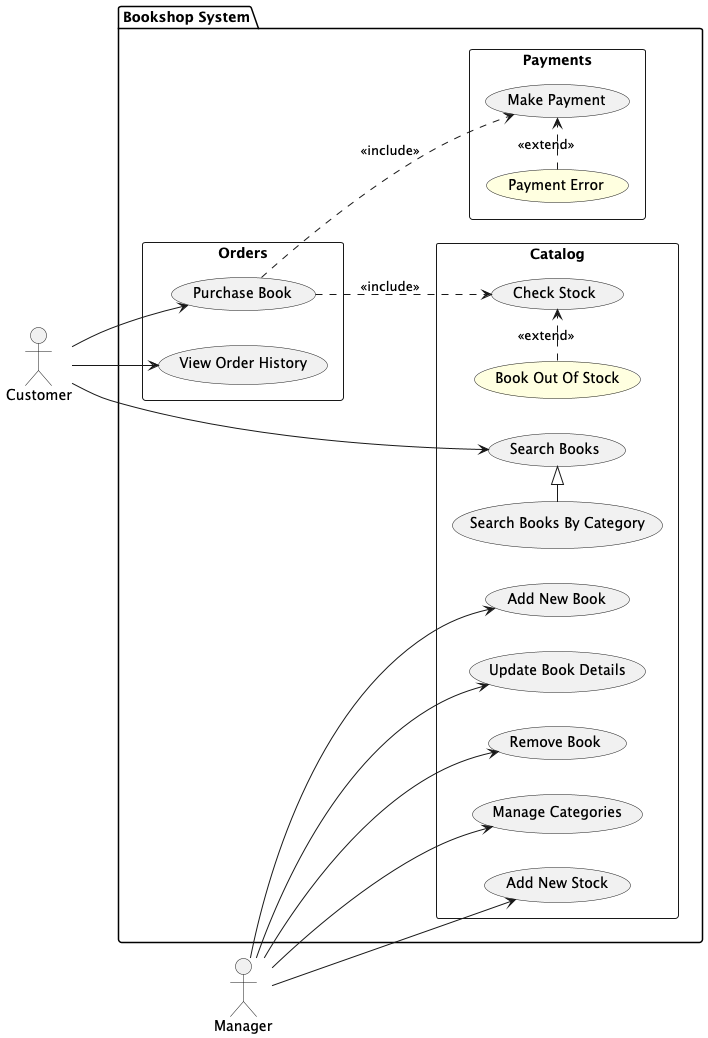 Bookshop System
Payments
Make Payment
«include»
«extend»
Payment Error
Orders
Catalog
Purchase Book
«include»
Check Stock
«extend»
View Order History
Book Out Of Stock
Customer
Search Books
Search Books By Category
Add New Book
Update Book Details
Remove Book
Manage Categories
Add New Stock
Manager